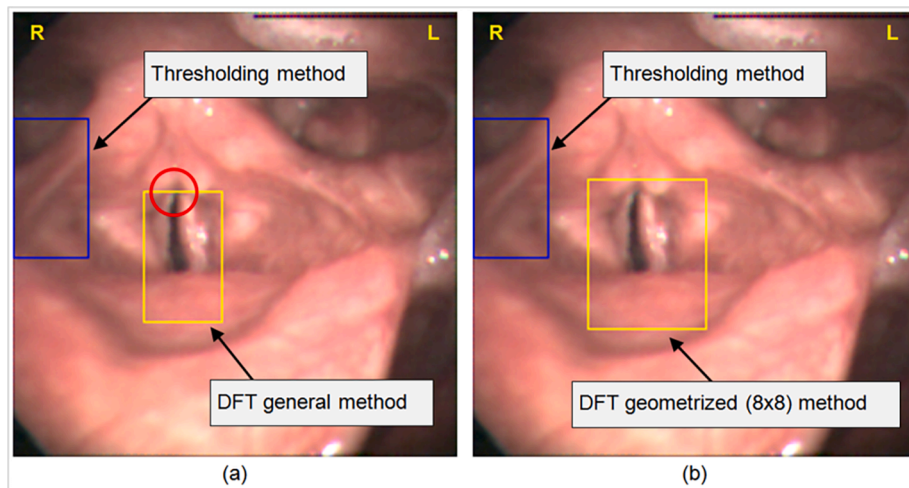 R L
Thresholding method
DFT general method
(a)
R L
Thresholding method
DFT geometrized (8x8) method
(b)